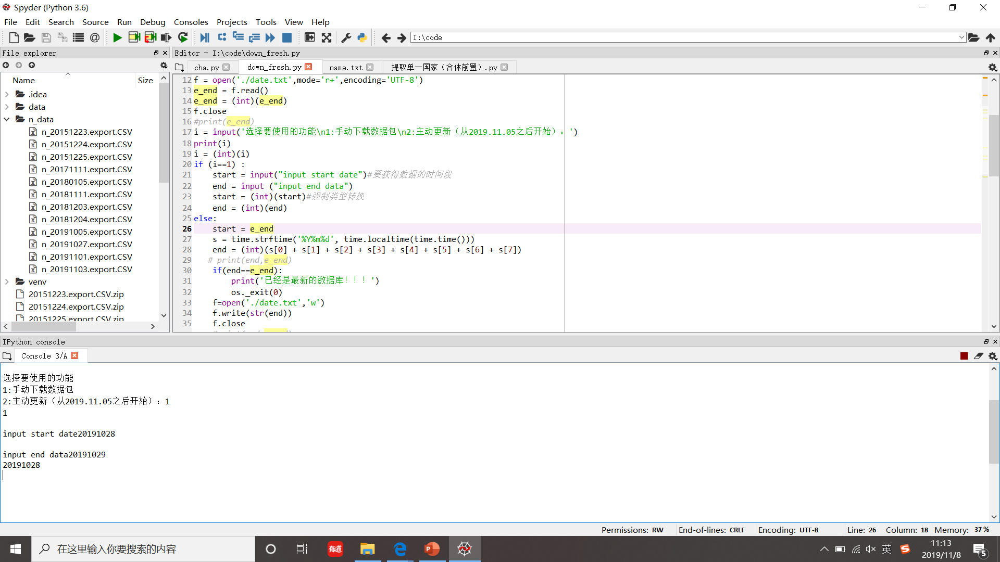 Spyder (Python 3.6)
File Edit Search Source Run Debug Consoles Projects Tools View Help
I:\code
File explorer
Name Size
.idea
data
n_data
n_20151223.export.CSV
n_20151224.export.CSV
n_20151225.export.CSV
n_20171111.export.CSV
n_20180105.export.CSV
n_20181111.export.CSV
n_20181203.export.CSV
n_20181204.export.CSV
n_20191005.export.CSV
n_20191027.export.CSV
n_20191101.export.CSV
n_20191103.export.CSV
venv
20151223.export.CSV.zip
20151224.export.CSV.zip
20151225.export.CSV.zip
Editor - I:\code\down_fresh.py
cha.py down_fresh.py name.txt 提取单一国家（合体前置）.py
12 f = open('./date.txt',mode='r+',encoding='UTF-8')
13 e_end = f.read()
14 e_end = (int)(e_end)
15 f.close
16 #print(e_end)
17 i = input('选择要使用的功能\n1:手动下载数据包\n2:主动更新（从2019.11.05之后开始）：')
18 print(i)
19 i = (int)(i)
20 if (i==1) :
21 start = input("input start date")#要获得数据的时间段
22 end = input ("input end data")
23 start = (int)(start)#强制类型转换
24 end = (int)(end)
25 else:
26 start = e_end
27 s = time.strftime('%Y%m%d', time.localtime(time.time()))
28 end = (int)(s[0] + s[1] + s[2] + s[3] + s[4] + s[5] + s[6] + s[7])
29 # print(end,e_end)
30 if(end==e_end):
31 print('已经是最新的数据库！！！')
32 os._exit(0)
33 f=open('./date.txt','w')
34 f.write(str(end))
35 f.close
IPython console
Console 3/A
选择要使用的功能
1:手动下载数据包
2:主动更新（从2019.11.05之后开始）：1
1
input start date20191028
input end data20191029
20191028
Permissions: RW End-of-lines: CRLF Encoding: UTF-8 Line: 26 Column: 18 Memory: 37 %
在这里输入你要搜索的内容
有道
英
11:13
2019/11/8
5